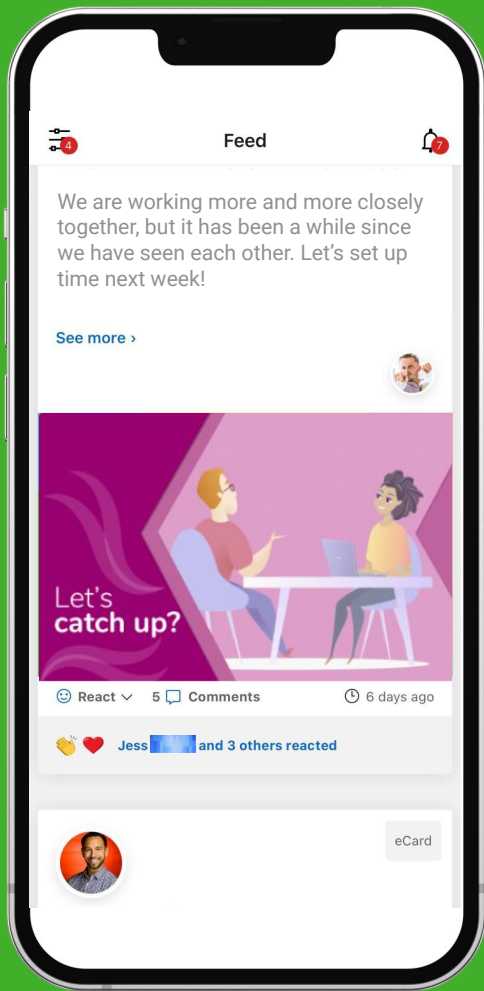 4
Feed
7
We are working more and more closely
together, but it has been a while since
we have seen each other. Let’s set up
time next week!
See more ›
Let’s
catch up?
React 5 Comments 6 days ago
Jess and 3 others reacted
eCard